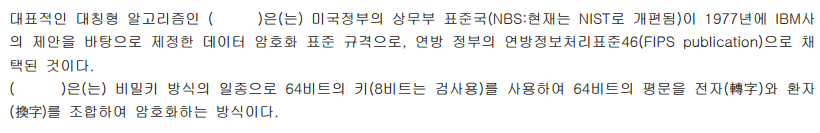 대표적인 대칭형 알고리즘인 (      )은(는) 미국정부의 상무부 표준국(NBS:현재는 NIST로 개편됨)이 1977년에 IBM사
의 제안을 바탕으로 제정한 데이터 암호화 표준 규격으로, 연방 정부의 연방정보처리표준46(FIPS publication)으로 채
택된 것이다.
(      )은(는) 비밀키 방식의 일종으로 64비트의 키(8비트는 검사용)를 사용하여 64비트의 평문을 전자(轉字)와 환자
(換字)를 조합하여 암호화하는 방식이다.